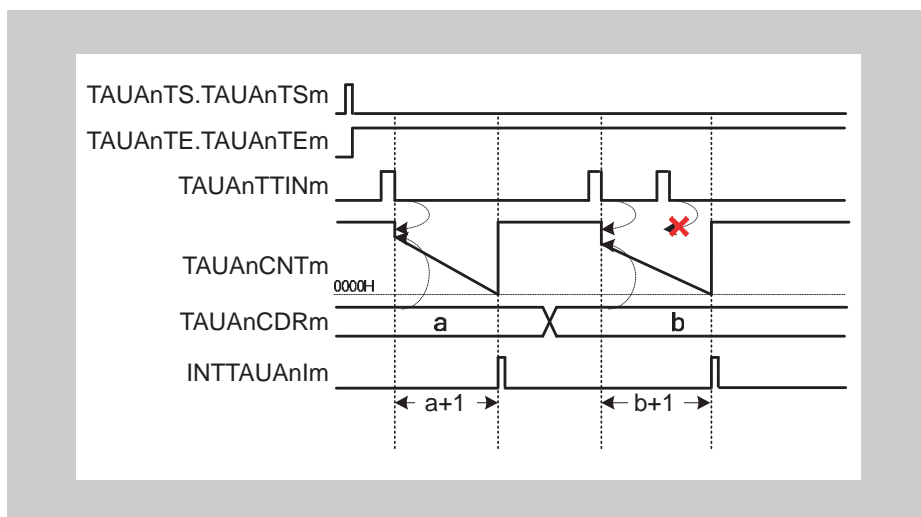 TAUAnTS.TAUAnTSm
TAUAnTE.TAUAnTEm
TAUAnTTINm
TAUAnCNTm
0000H
TAUAnCDRm
a
b
INTTAUAnIm
a+1
b+1